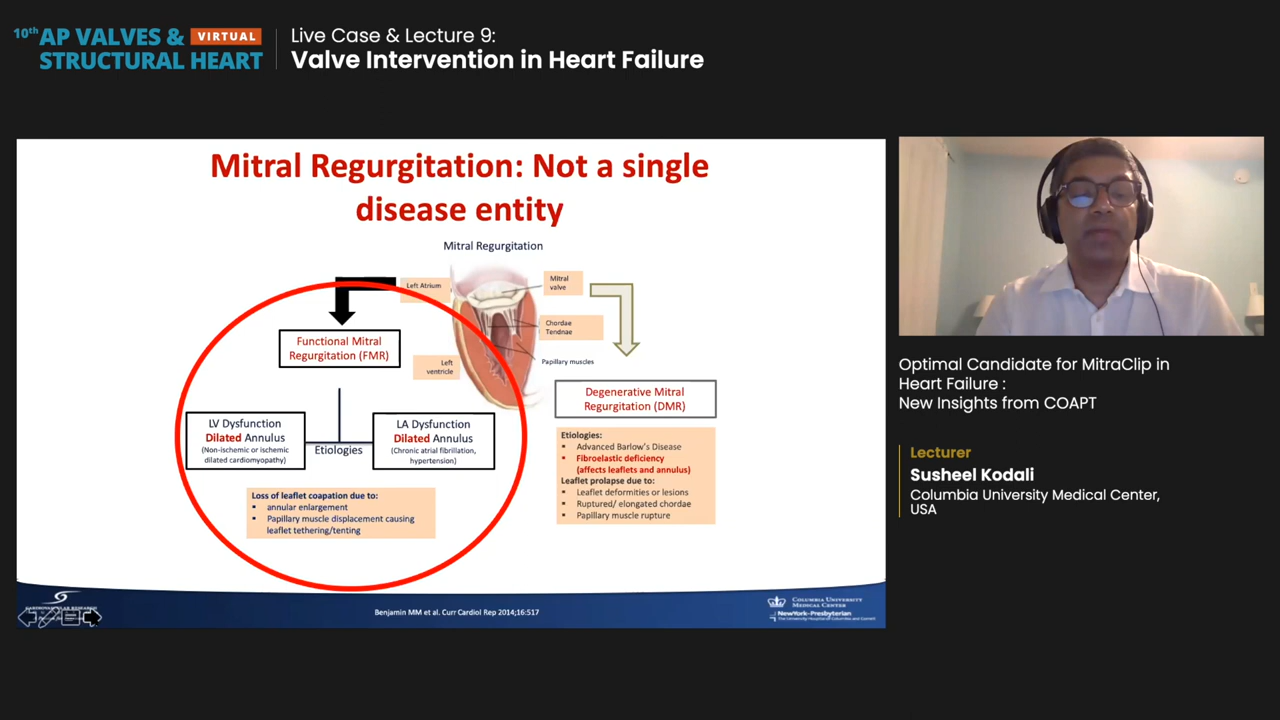 10th AP VALVES & VIRTUAL
STRUCTURAL HEART
Live Case & Lecture 9:
Valve Intervention in Heart Failure
Mitral Regurgitation: Not a single
disease entity
Mitral Regurgitation
Left Atrium
Mitral
valve
Chordae
Tendnae
Papillary muscles
Left
ventricle
Functional Mitral
Regurgitation (FMR)
LV Dysfunction
Dilated Annulus
(Non-ischemic or ischemic
dilated cardiomyopathy)
Etiologies
LA Dysfunction
Dilated Annulus
(Chronic atrial fibrillation,
hypertension)
Loss of leaflet coapation due to:
annular enlargement
Papillary muscle displacement causing
leaflet tethering/tenting
Degenerative Mitral
Regurgitation (DMR)
Etiologies:
Advanced Barlow's Disease
Fibroelastic deficiency
(affects leaflets and annulus)
Leaflet prolapse due to:
Leaflet deformities or lesions
Ruptured/ elongated chordae
Papillary muscle rupture
Benjamin MM et al. Curr Cardiol Rep 2014;16:517
COLUMBIA UNIVERSITY
MEDICAL CENTER
NewYork-Presbyterian
Optimal Candidate for MitraClip in
Heart Failure :
New Insights from COAPT
Lecturer
Susheel Kodali
Columbia University Medical Center,
USA